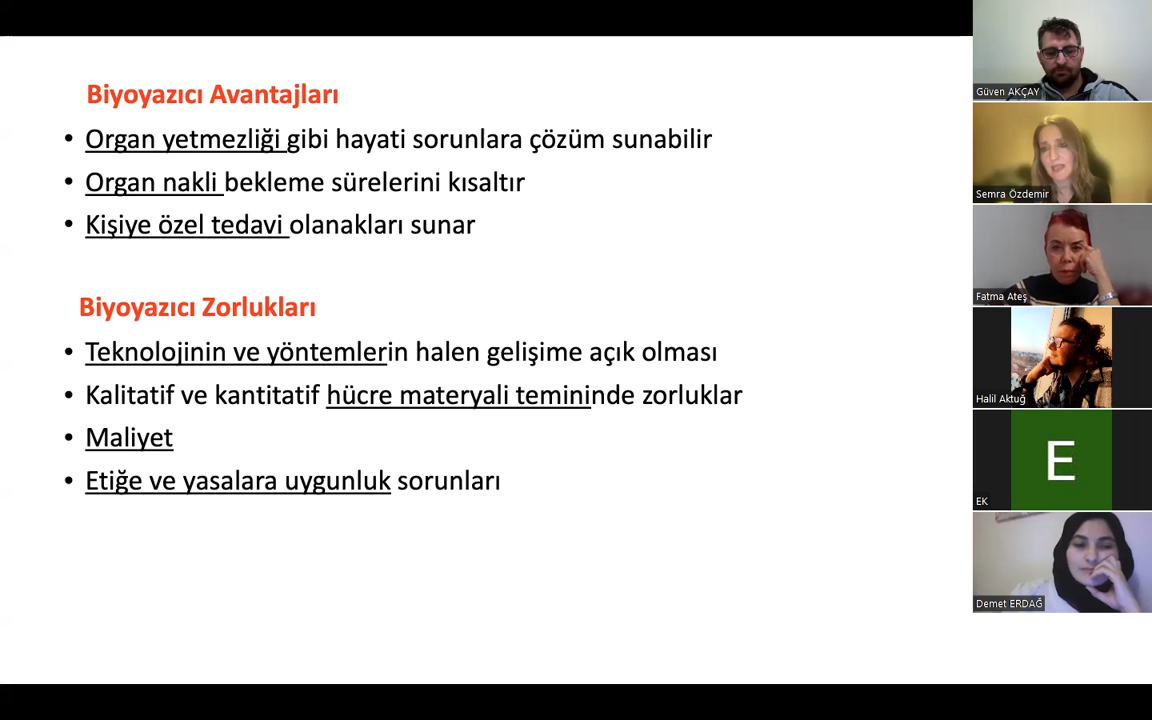 Biyoyazıcı Avantajları
• Organ yetmezliği gibi hayati sorunlara çözüm sunabilir
• Organ nakli bekleme sürelerini kısaltır
• Kişiye özel tedavi olanakları sunar
Biyoyazıcı Zorlukları
• Teknolojinin ve yöntemlerin halen gelişime açık olması
• Kalitatif ve kantitatif hücre materyali temininde zorluklar
• Maliyet
• Etiğe ve yasalara uygunluk sorunları
Güven AKÇAY
Semra Özdemir
Fatma Ateş
Halil Aktuğ
E
EK
Demet ERDAĞ